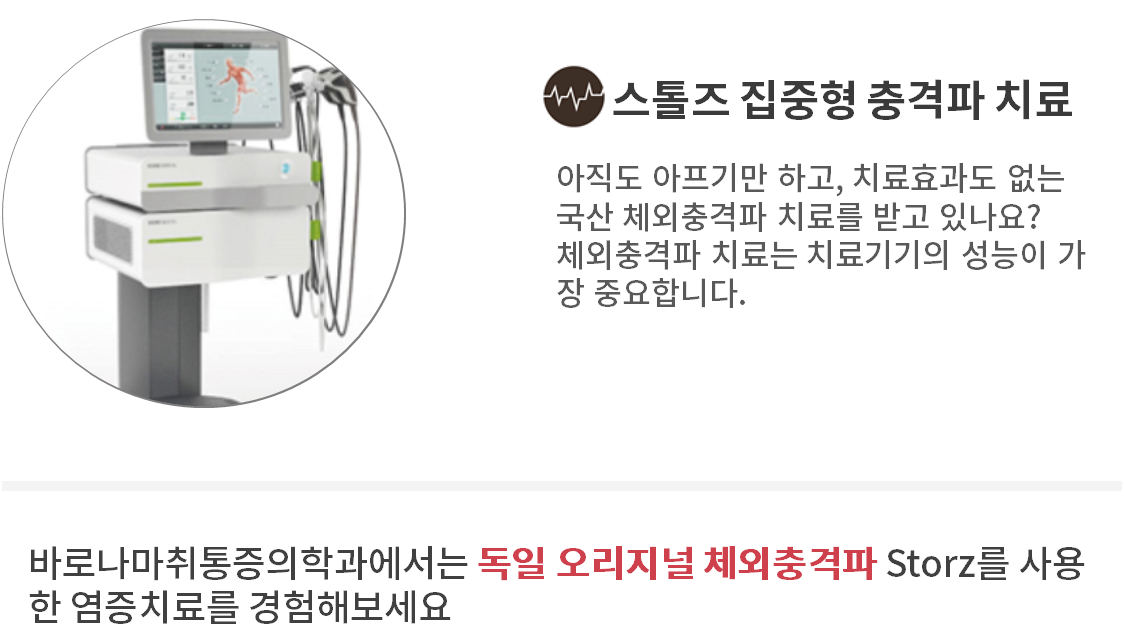 스톨즈 집중형 충격파 치료
아직도 아프기만 하고, 치료효과도 없는
국산 체외충격파 치료를 받고 있나요?
체외충격파 치료는 치료기기의 성능이 가
장 중요합니다.
바로나마취통증의학과에서는 독일 오리지널 체외충격파 Storz를 사용
한 염증치료를 경험해보세요